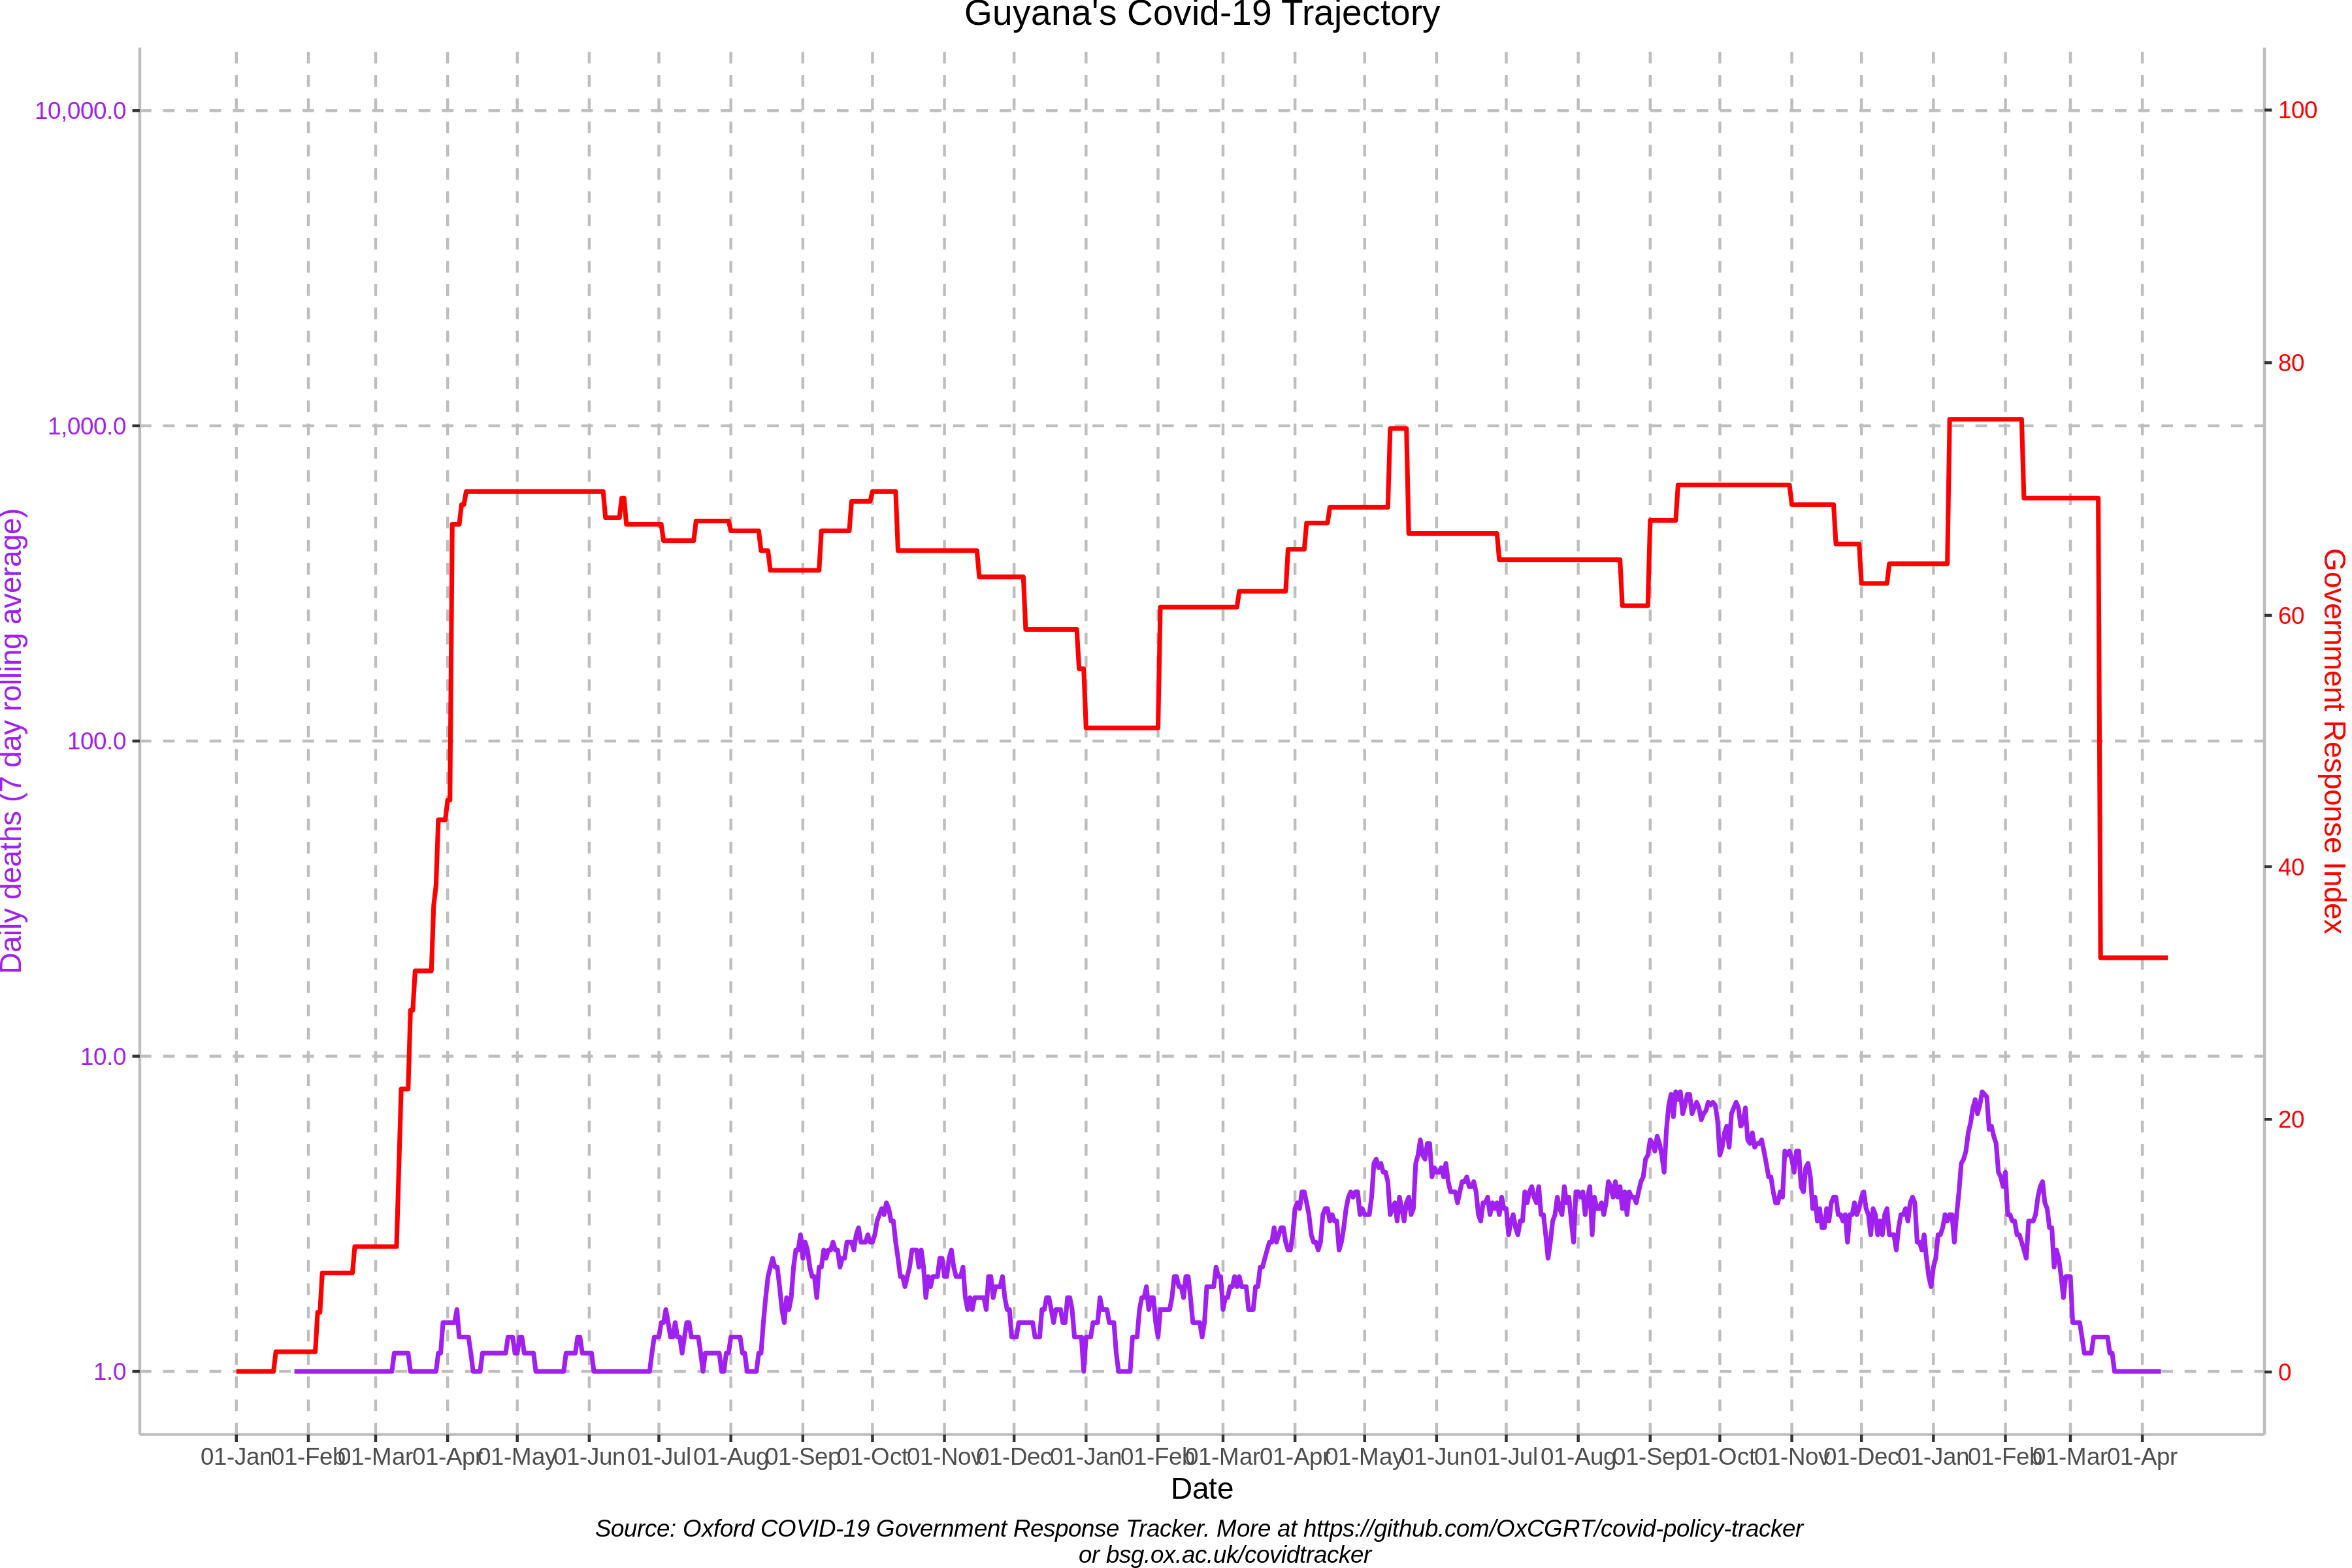 Guyana's Covid-19 Trajectory
10,000.0
1,000.0
100.0
10.0
1.0
Daily deaths (7 day rolling average)
100
80
60
40
20
0
Government Response Index
01-Jan 01-Feb 01-Mar 01-Apr 01-May 01-Jun 01-Jul 01-Aug 01-Sep 01-Oct 01-Nov 01-Dec 01-Jan 01-Feb 01-Mar 01-Apr 01-May 01-Jun 01-Jul 01-Aug 01-Sep 01-Oct 01-Nov 01-Dec 01-Jan 01-Feb 01-Mar 01-Apr
Date
Source: Oxford COVID-19 Government Response Tracker. More at https://github.com/OxCGRT/covid-policy-tracker
or bsg.ox.ac.uk/covidtracker